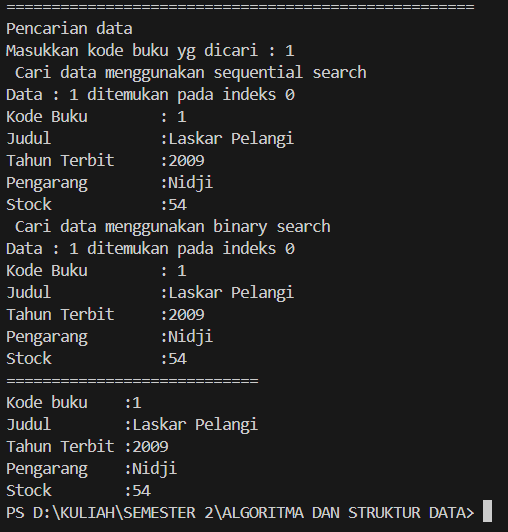 ====================================================
Pencarian data
Masukkan kode buku yg dicari : 1
 Cari data menggunakan sequential search
Data : 1 ditemukan pada indeks 0
Kode Buku        : 1
Judul            :Laskar Pelangi
Tahun Terbit     :2009
Pengarang        :Nidji
Stock            :54
 Cari data menggunakan binary search
Data : 1 ditemukan pada indeks 0
Kode Buku        : 1
Judul            :Laskar Pelangi
Tahun Terbit     :2009
Pengarang        :Nidji
Stock            :54
============================
Kode buku    :1
Judul        :Laskar Pelangi
Tahun Terbit :2009
Pengarang    :Nidji
Stock        :54
PS D:\KULIAH\SEMESTER 2\ALGORITMA DAN STRUKTUR DATA>